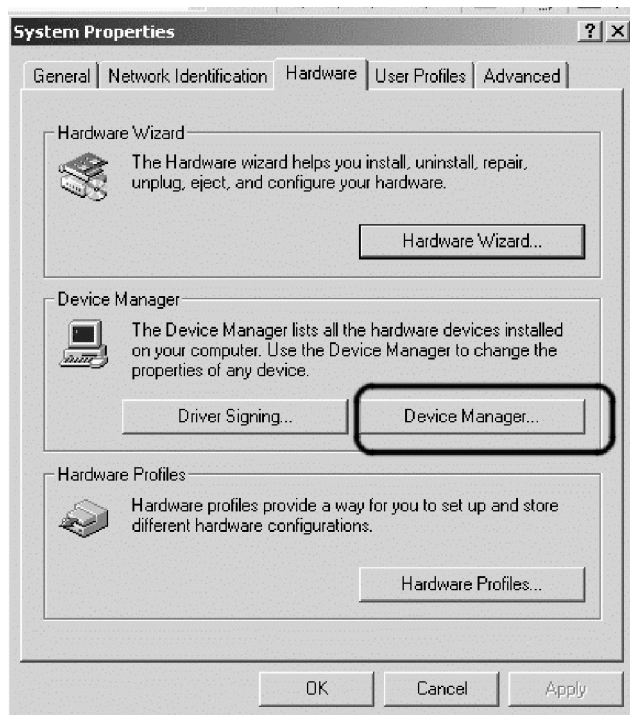 System Properties
General Network Identification Hardware User Profiles Advanced
Hardware Wizard
The Hardware wizard helps you install, uninstall, repair,
unplug, eject, and configure your hardware.
Hardware Wizard...
Device Manager
The Device Manager lists all the hardware devices installed
on your computer. Use the Device Manager to change the
properties of any device.
Driver Signing... Device Manager...
Hardware Profiles
Hardware profiles provide a way for you to set up and store
different hardware configurations.
Hardware Profiles...
OK Cancel Apply